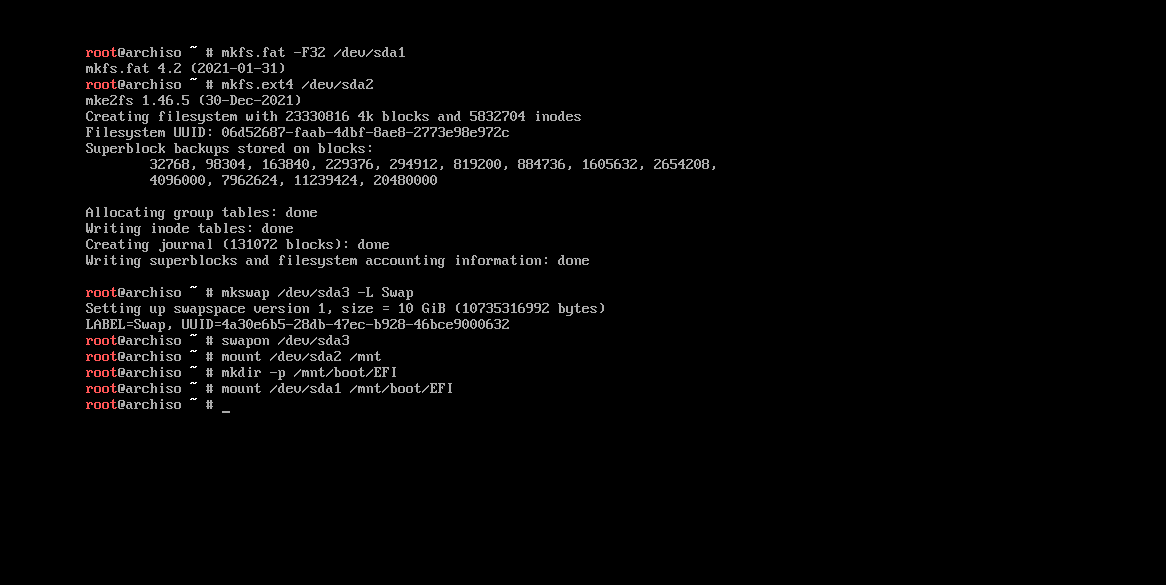 root@archiso ~ # mkfs.fat -F32 /dev/sda1
mkfs.fat 4.2 (2021-01-31)
root@archiso ~ # mkfs.ext4 /dev/sda2
mke2fs 1.46.5 (30-Dec-2021)
Creating filesystem with 23330816 4k blocks and 5832704 inodes
Filesystem UUID: 06d52687-faab-4dbf-8ae8-2773e98e972c
Superblock backups stored on blocks:
        32768, 98304, 163840, 229376, 294912, 819200, 884736, 1605632, 2654208,
        4096000, 7962624, 11239424, 20480000

Allocating group tables: done
Writing inode tables: done
Creating journal (131072 blocks): done
Writing superblocks and filesystem accounting information: done

root@archiso ~ # mkswap /dev/sda3 -L Swap
Setting up swapspace version 1, size = 10 GiB (10735316992 bytes)
LABEL=Swap, UUID=4a30e6b5-28db-47ec-b928-46bce9000632
root@archiso ~ # swapon /dev/sda3
root@archiso ~ # mount /dev/sda2 /mnt
root@archiso ~ # mkdir -p /mnt/boot/EFI
root@archiso ~ # mount /dev/sda1 /mnt/boot/EFI
root@archiso ~ # _